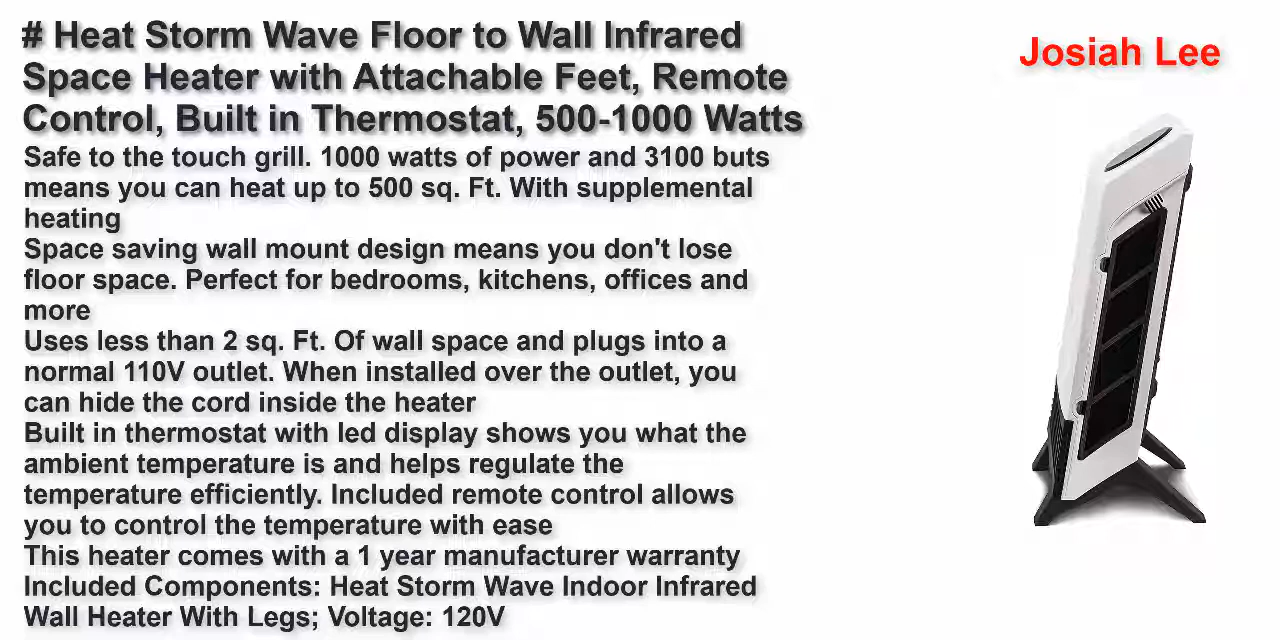 # Heat Storm Wave Floor to Wall Infrared
Space Heater with Attachable Feet, Remote
Control, Built in Thermostat, 500-1000 Watts
Safe to the touch grill. 1000 watts of power and 3100 buts
means you can heat up to 500 sq. Ft. With supplemental
heating
Space saving wall mount design means you don't lose
floor space. Perfect for bedrooms, kitchens, offices and
more
Uses less than 2 sq. Ft. Of wall space and plugs into a
normal 110V outlet. When installed over the outlet, you
can hide the cord inside the heater
Built in thermostat with led display shows you what the
ambient temperature is and helps regulate the
temperature efficiently. Included remote control allows
you to control the temperature with ease
This heater comes with a 1 year manufacturer warranty
Included Components: Heat Storm Wave Indoor Infrared
Wall Heater With Legs; Voltage: 120V
Josiah Lee